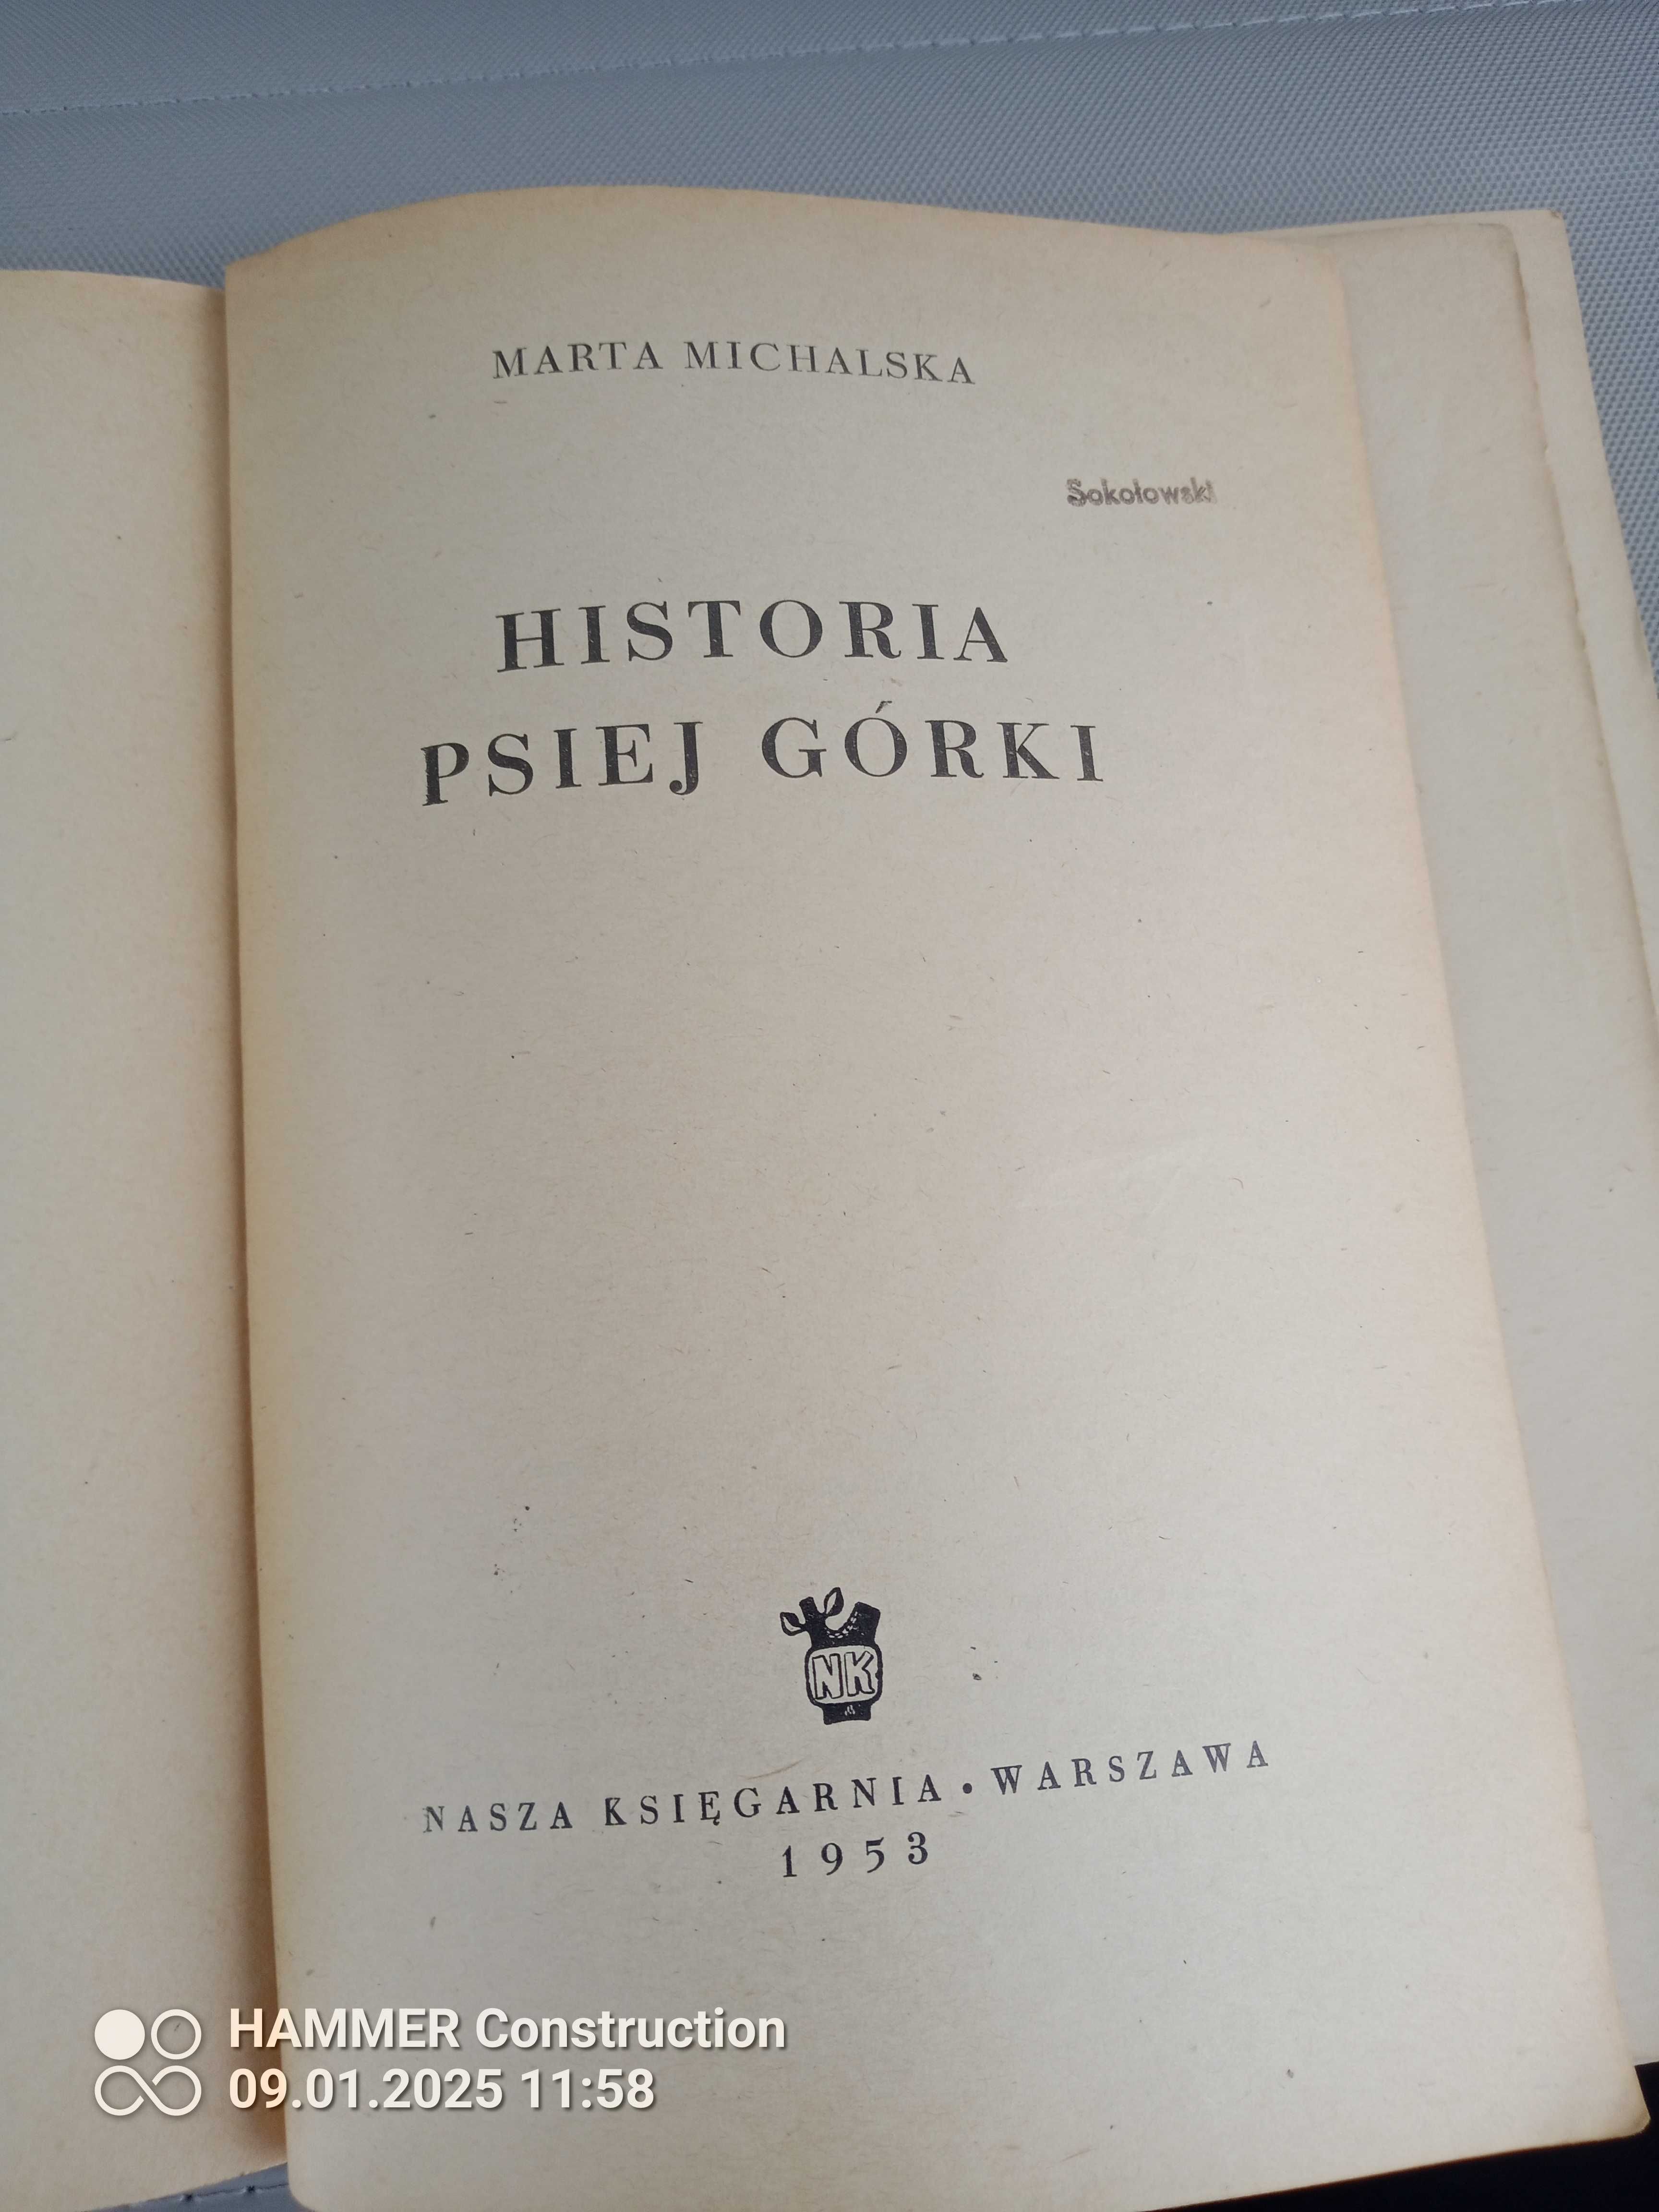 MARTA MICHALSKA
Sokołowski
HISTORIA
PSIEJ GÓRKI
NK
NASZA KSIĘGARNIA • WARSZAWA
1953
HAMMER Construction
09.01.2025 11:58